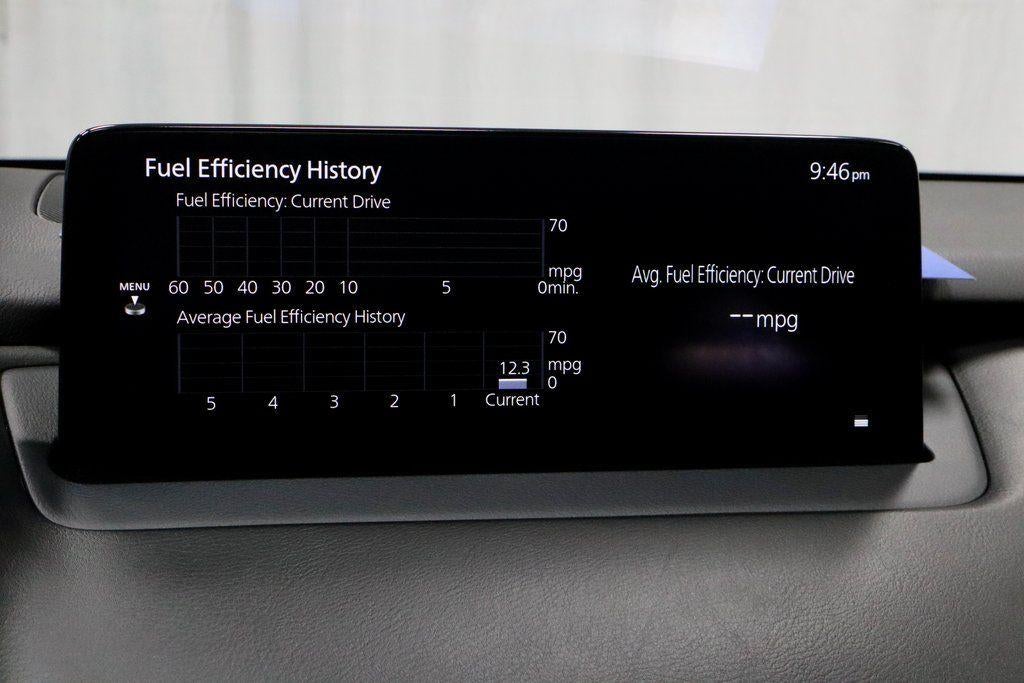 Fuel Efficiency History
9:46pm
Fuel Efficiency: Current Drive
70
mpg
MENU
60 50 40 30 20 10 5 0min.
Average Fuel Efficiency History
70
12.3
mpg
0
5 4 3 2 1 Current
Avg. Fuel Efficiency: Current Drive
--mpg